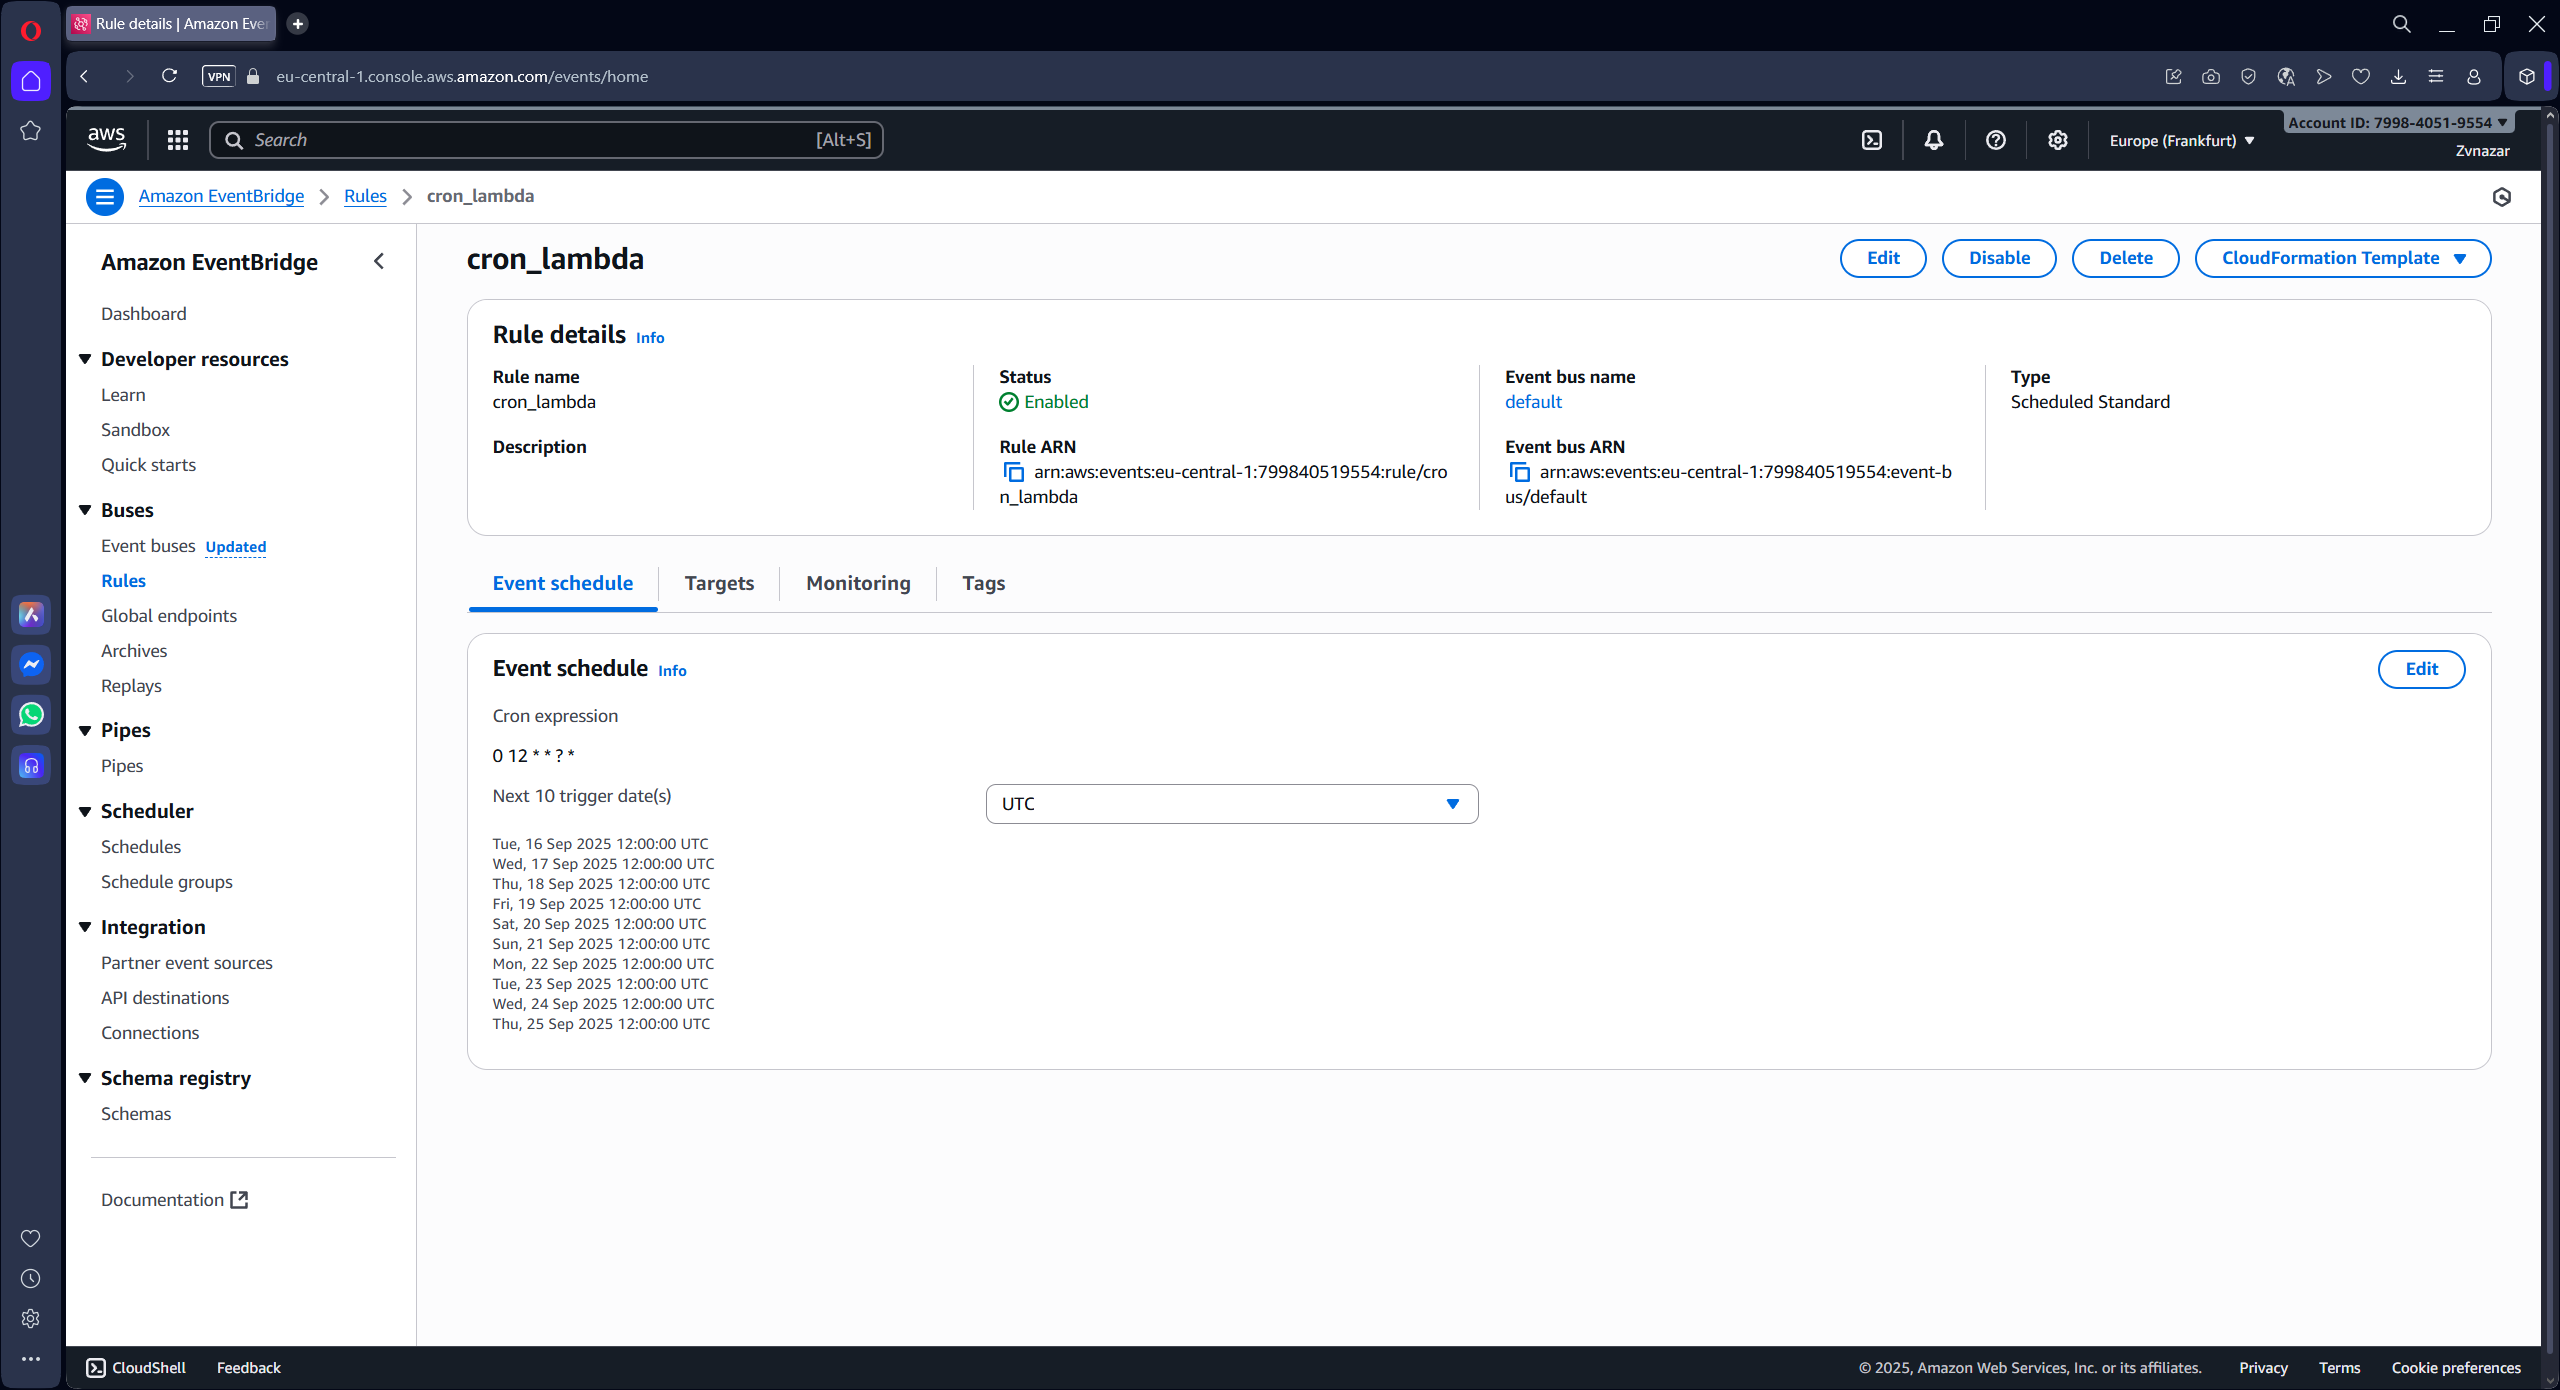 Rule details | Amazon Eve
VPN
eu-central-1.console.aws.amazon.com/events/home
aws
Search
[Alt+S]
Europe (Frankfurt)
Account ID: 7998-4051-9554
Zvnazar
Amazon EventBridge
Rules
cron_lambda
Amazon EventBridge
Dashboard
Developer resources
Learn
Sandbox
Quick starts
Buses
Event buses Updated
Rules
Global endpoints
Archives
Replays
Pipes
Pipes
Scheduler
Schedules
Schedule groups
Integration
Partner event sources
API destinations
Connections
Schema registry
Schemas
Documentation
cron_lambda
Edit
Disable
Delete
CloudFormation Template
Rule details Info
Rule name
cron_lambda
Description
Status
Enabled
Rule ARN
arn:aws:events:eu-central-1:799840519554:rule/cro
n_lambda
Event bus name
default
Event bus ARN
arn:aws:events:eu-central-1:799840519554:event-b
us/default
Type
Scheduled Standard
Event schedule
Targets
Monitoring
Tags
Event schedule Info
Edit
Cron expression
0 12 * * ? *
Next 10 trigger date(s)
UTC
Tue, 16 Sep 2025 12:00:00 UTC
Wed, 17 Sep 2025 12:00:00 UTC
Thu, 18 Sep 2025 12:00:00 UTC
Fri, 19 Sep 2025 12:00:00 UTC
Sat, 20 Sep 2025 12:00:00 UTC
Sun, 21 Sep 2025 12:00:00 UTC
Mon, 22 Sep 2025 12:00:00 UTC
Tue, 23 Sep 2025 12:00:00 UTC
Wed, 24 Sep 2025 12:00:00 UTC
Thu, 25 Sep 2025 12:00:00 UTC
CloudShell
Feedback
© 2025, Amazon Web Services, Inc. or its affiliates.
Privacy
Terms
Cookie preferences